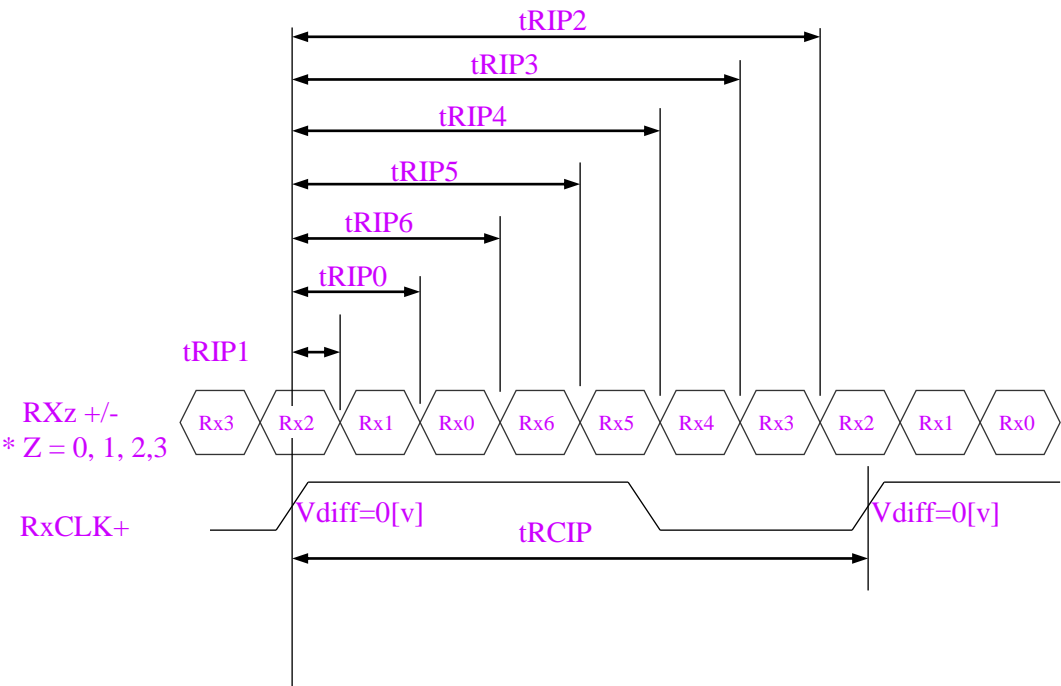 tRIP2
tRIP3
tRIP4
tRIP5
tRIP6
tRIP0
tRIP1
RXz +/-
* Z = 0, 1, 2,3
Rx3 Rx2 Rx1 Rx0 Rx6 Rx5 Rx4 Rx3 Rx2 Rx1 Rx0
RxCLK+
Vdiff=0[v] Vdiff=0[v]
tRCIP